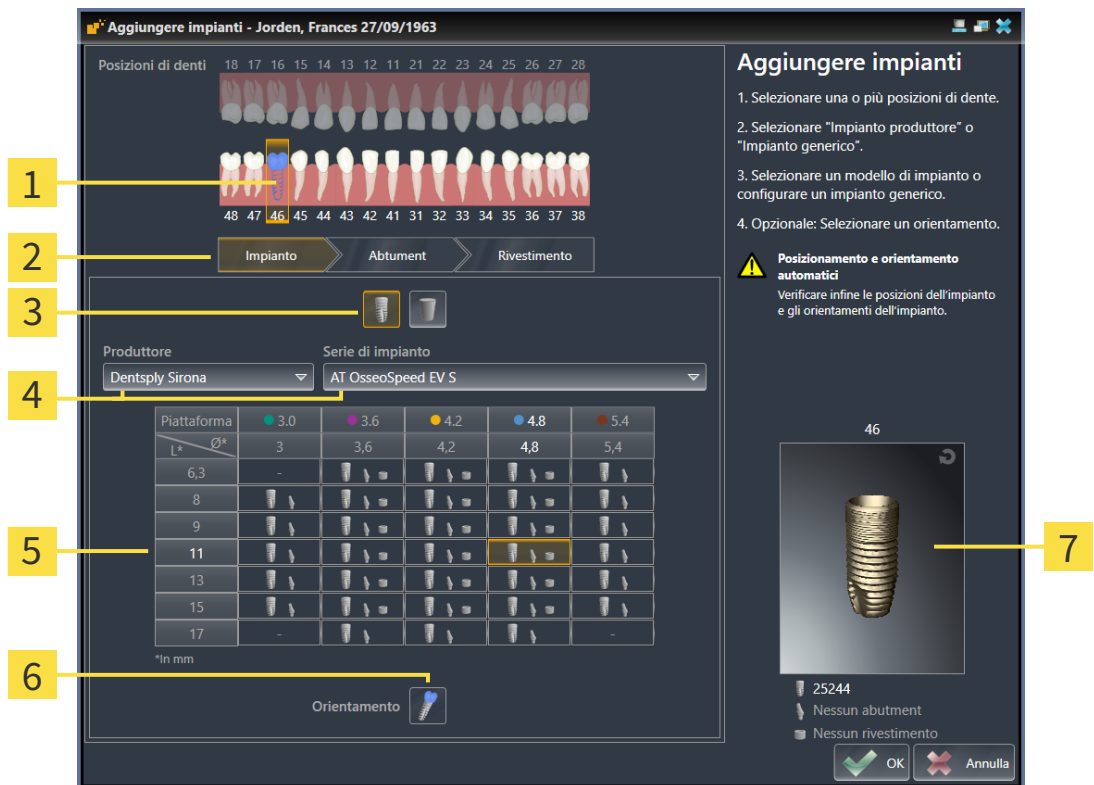 Aggiungere impianti - Jorden, Frances 27/09/1963
Posizioni di denti 18 17 16 15 14 13 12 11 21 22 23 24 25 26 27 28
48 47 46 45 44 43 42 41 31 32 33 34 35 36 37 38
1
2
Impianto Abtument Rivestimento
3
Produttore Serie di impianto
Dentsply Sirona AT OsseoSpeed EV S
4
Piattaforma 3.0 3.6 4.2 4.8 5.4
L* Ø* 3 3,6 4,2 4,8 5,4
6,3 -
8
9
5
11
13
15
17 - -
*In mm
6
Orientamento
Aggiungere impianti
1. Selezionare una o più posizioni di dente.
2. Selezionare "Impianto produttore” o
"Impianto generico”.
3. Selezionare un modello di impianto o
configurare un impianto generico.
4. Opzionale: Selezionare un orientamento.
Posizionamento e orientamento
automatici
Verificare infine le posizioni dell'impianto
e gli orientamenti dell'impianto.
46
7
25244
Nessun abutment
Nessun rivestimento
OK Annulla